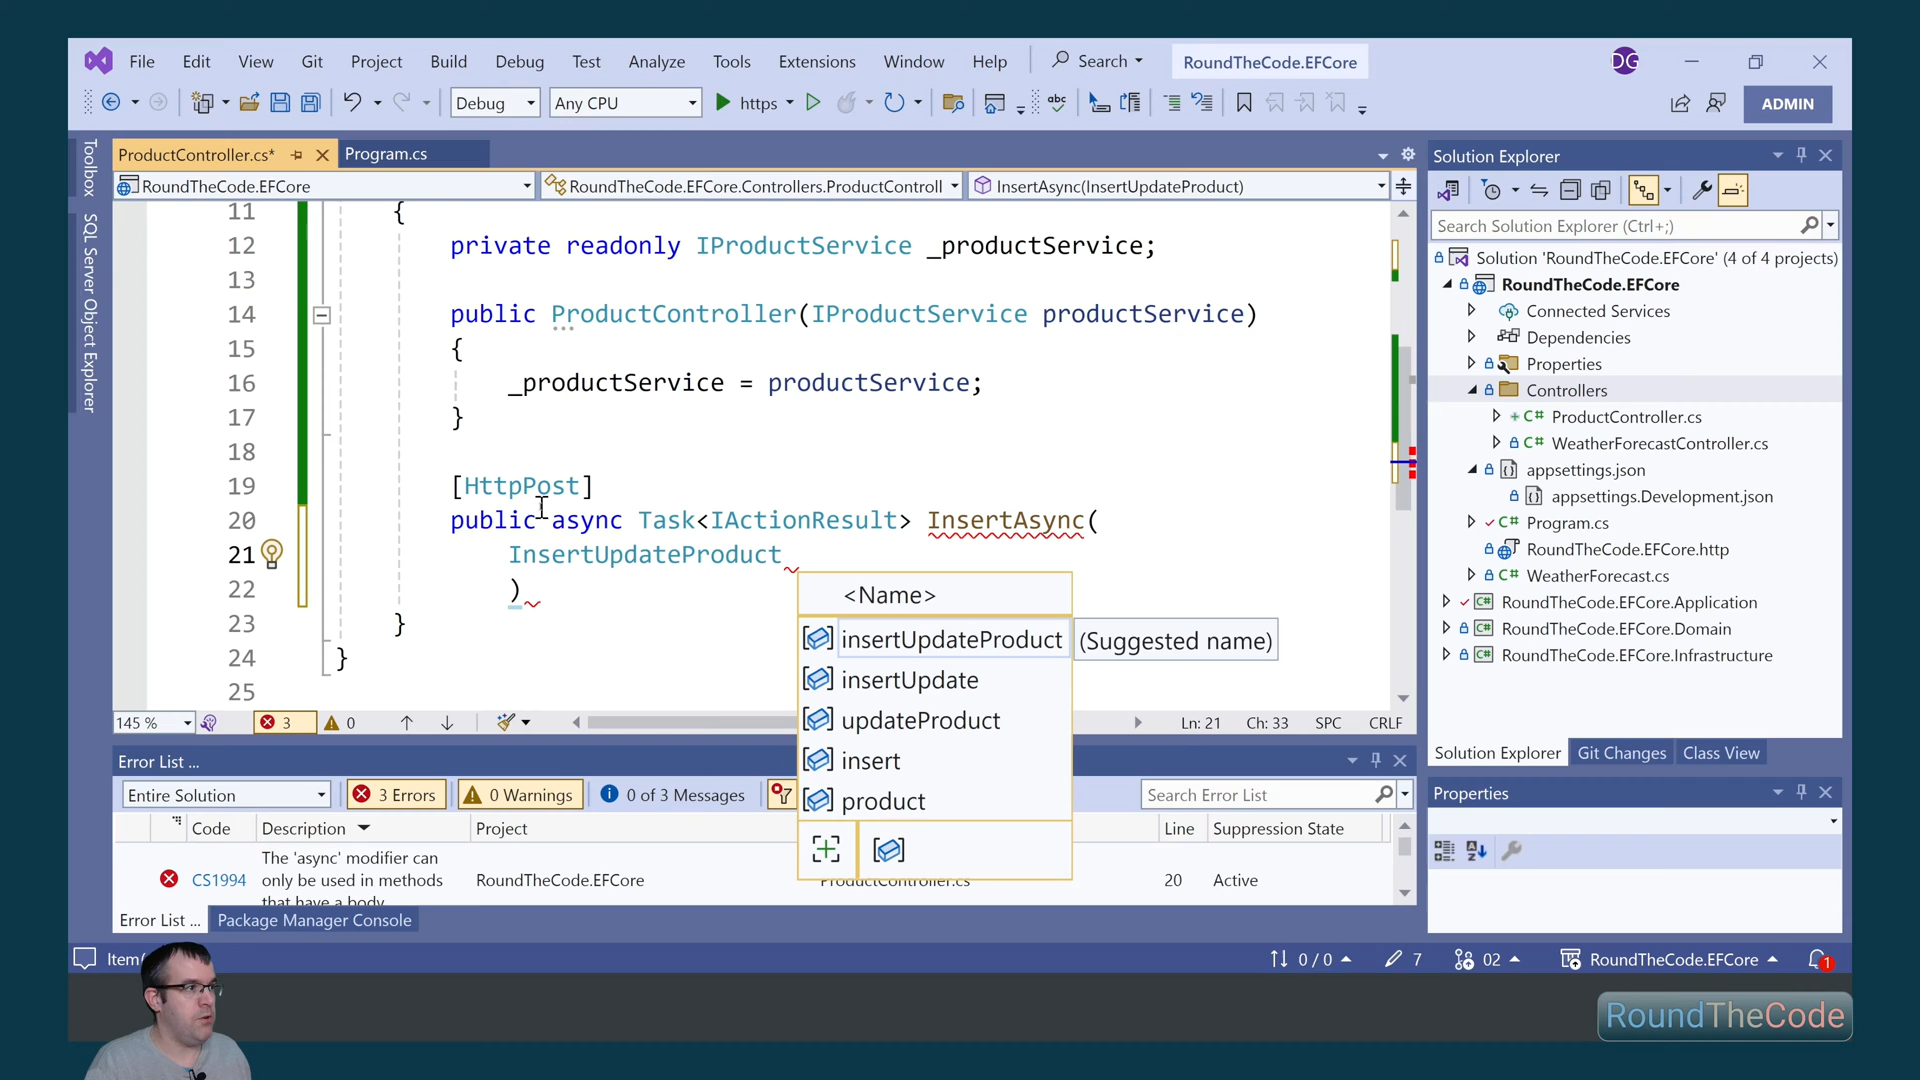 File Edit View Git Project Build Debug Test Analyze Tools Extensions Window Help Search RoundTheCode.EFCore DG
Debug Any CPU https abc ADMIN
ProductController.cs* Program.cs
RoundTheCode.EFCore RoundTheCode.EFCore.Controllers.ProductControll InsertAsync(InsertUpdateProduct)
Toolbox
SQL Server Object Explorer
11 {
12 private readonly IProductService _productService;
13
14 public ProductController(IProductService productService)
15 {
16 _productService = productService;
17 }
18
19 [HttpPost]
20 public async Task<IActionResult> InsertAsync(
21 InsertUpdateProduct
22 )
23 }
24 }
25
<Name>
insertUpdateProduct (Suggested name)
insertUpdate
updateProduct
insert
product
145 % 3 0 Ln: 21 Ch: 33 SPC CRLF
Error List ...
Entire Solution 3 Errors 0 Warnings 0 of 3 Messages Search Error List
Code Description Project Line Suppression State
CS1994 The 'async' modifier can
only be used in methods
that have a body.
RoundTheCode.EFCore ProductController.cs 20 Active
Error List ... Package Manager Console
Solution Explorer
Search Solution Explorer (Ctrl+;)
Solution 'RoundTheCode.EFCore' (4 of 4 projects)
RoundTheCode.EFCore
Connected Services
Dependencies
Properties
Controllers
C# ProductController.cs
C# WeatherForecastController.cs
appsettings.json
appsettings.Development.json
C# Program.cs
RoundTheCode.EFCore.http
C# WeatherForecast.cs
C# RoundTheCode.EFCore.Application
C# RoundTheCode.EFCore.Domain
C# RoundTheCode.EFCore.Infrastructure
Solution Explorer Git Changes Class View
Properties
0 / 0 7 02 RoundTheCode.EFCore 1
RoundTheCode